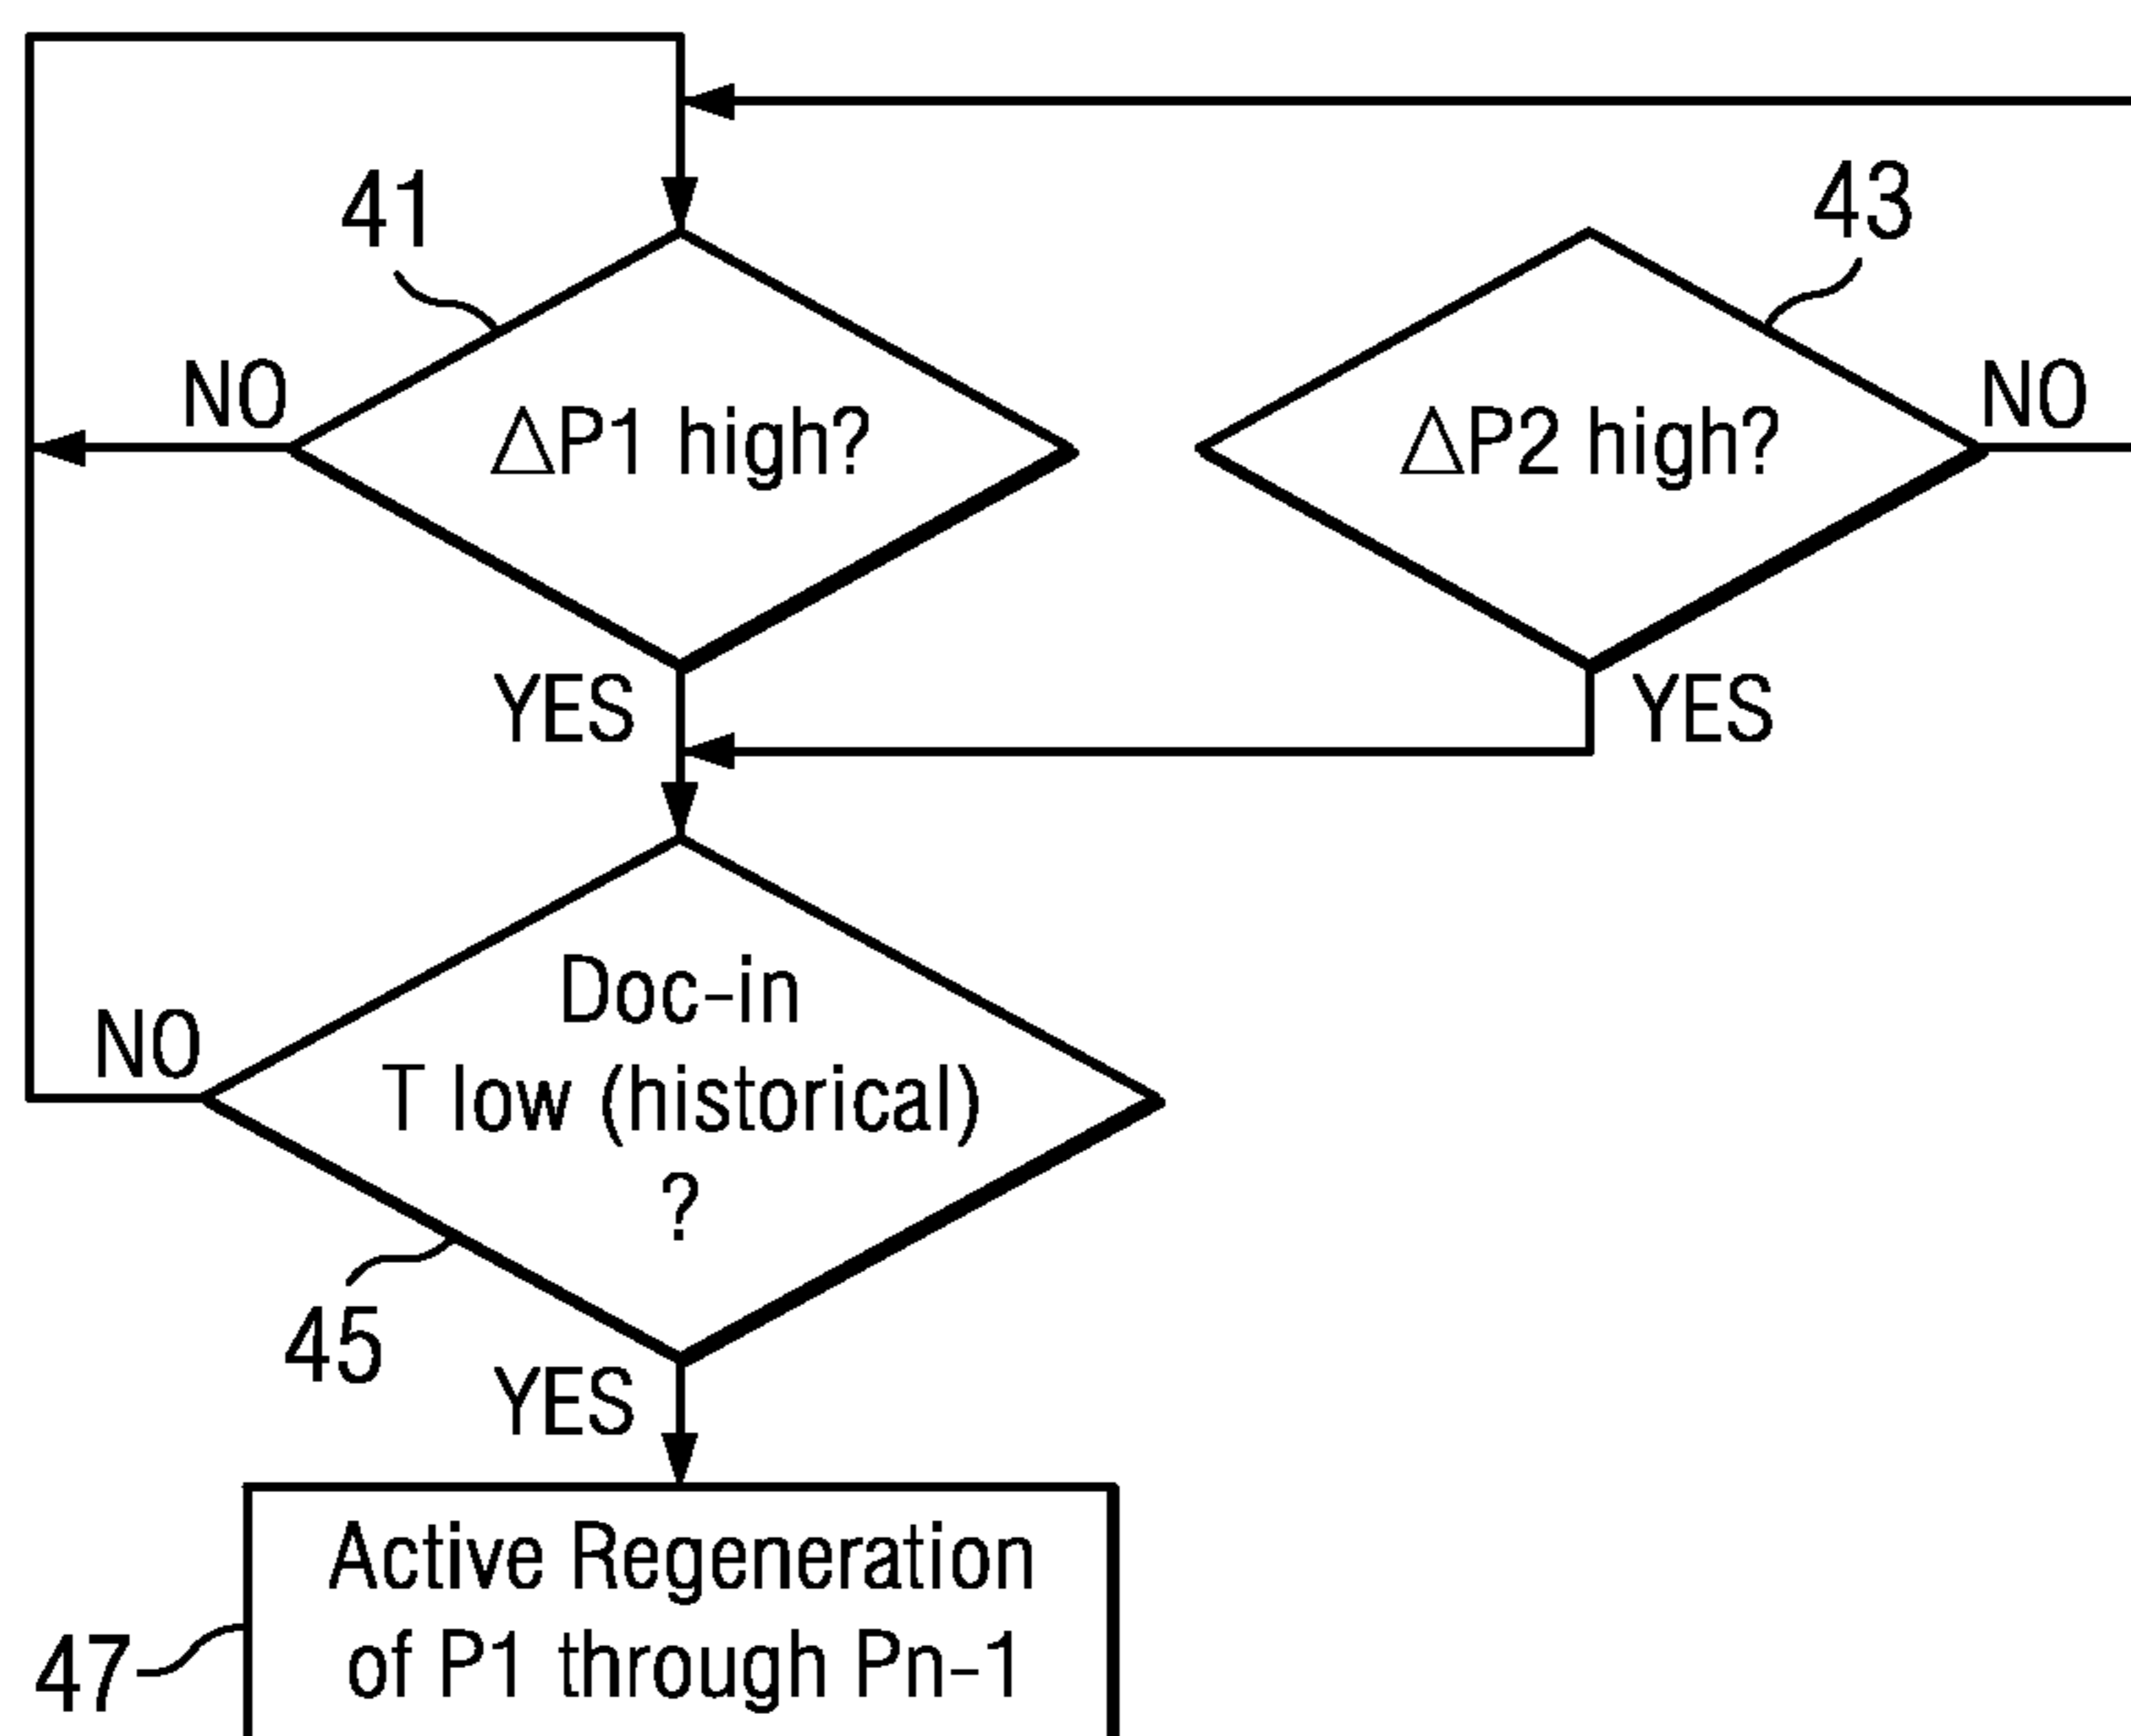 41
43
NO
ΔP1 high?
ΔP2 high?
NO
YES
YES
Doc-in
T low (historical)
?
NO
45
YES
Active Regeneration
of P1 through Pn-1
47